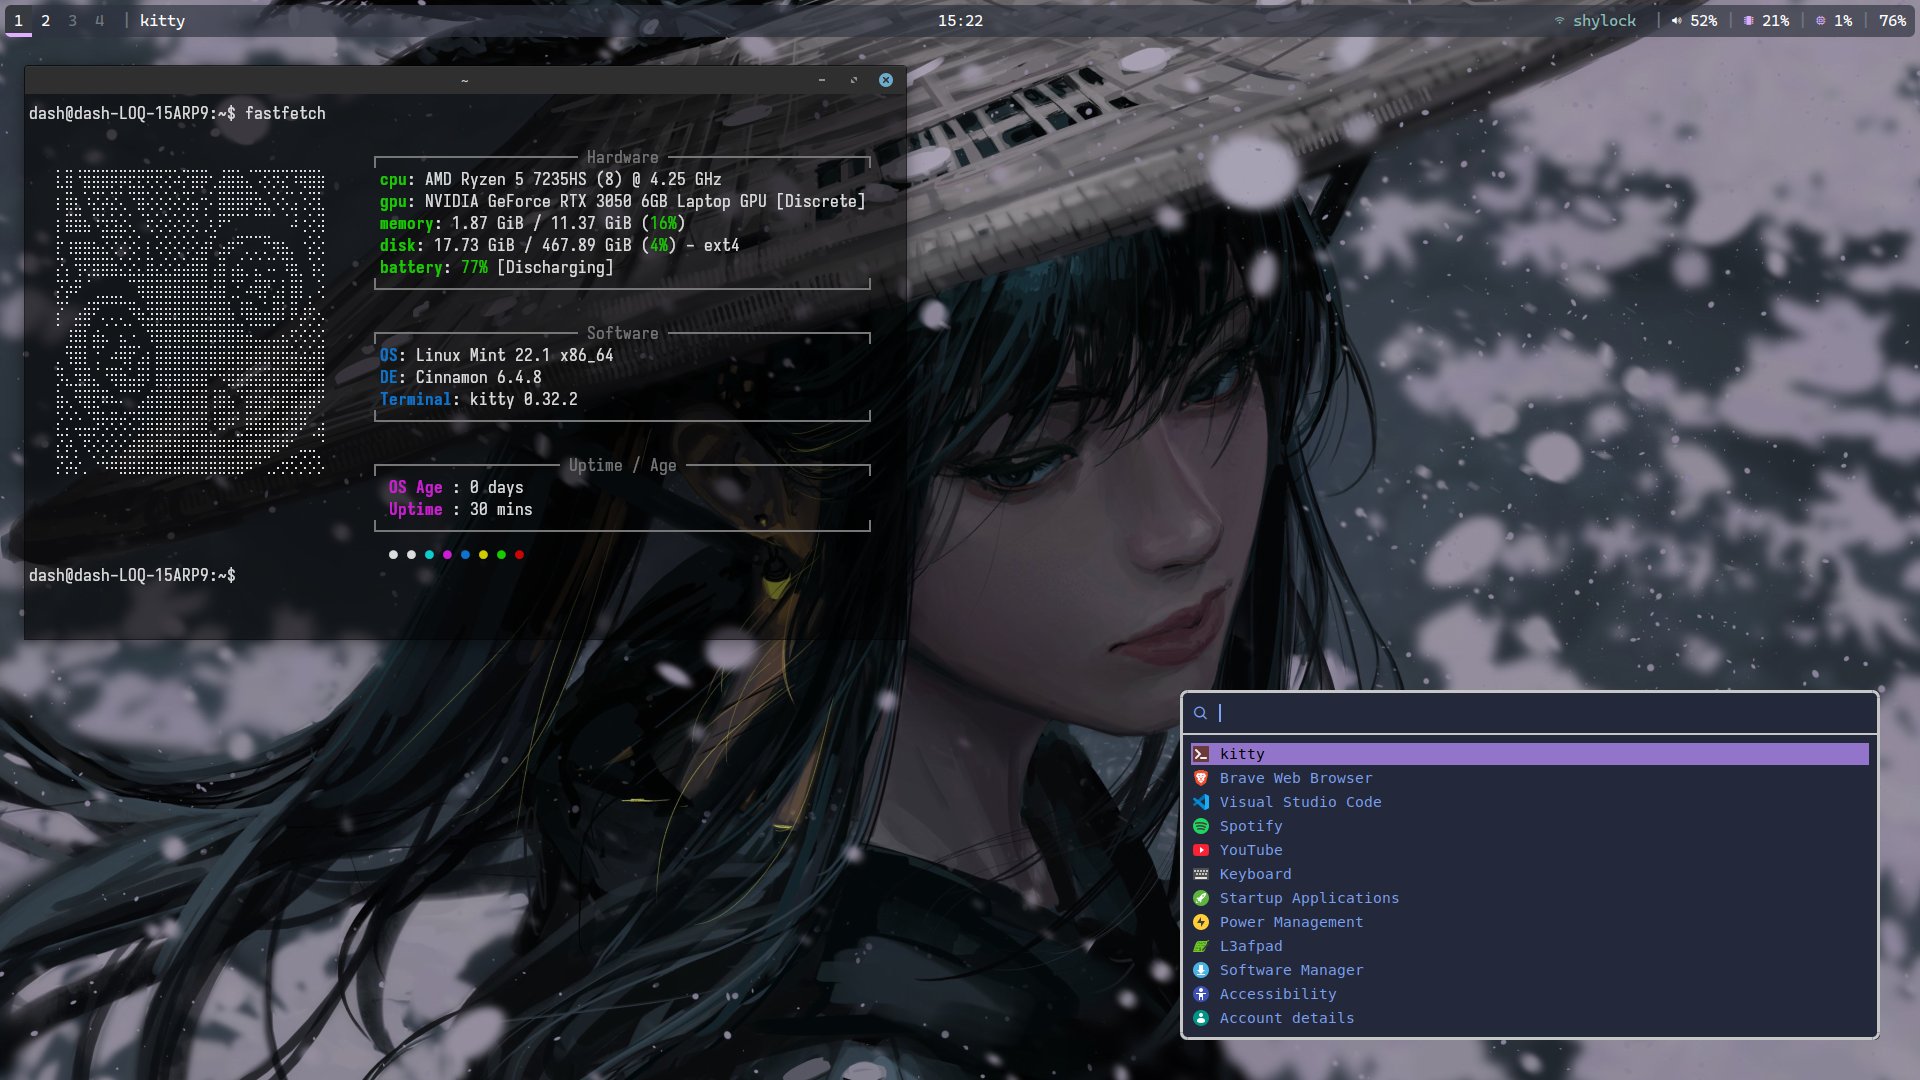 1 2 3 4 | kitty
15:22
shylock | 52% | 21% | 1% | 76%
~
dash@dash-LOQ-15ARP9:~$ fastfetch
Hardware
cpu: AMD Ryzen 5 7235HS (8) @ 4.25 GHz
gpu: NVIDIA GeForce RTX 3050 6GB Laptop GPU [Discrete]
memory: 1.87 GiB / 11.37 GiB (16%)
disk: 17.73 GiB / 467.89 GiB (4%) - ext4
battery: 77% [Discharging]
Software
OS: Linux Mint 22.1 x86_64
DE: Cinnamon 6.4.8
Terminal: kitty 0.32.2
Uptime / Age
OS Age : 0 days
Uptime : 30 mins
dash@dash-LOQ-15ARP9:~$
kitty
Brave Web Browser
Visual Studio Code
Spotify
YouTube
Keyboard
Startup Applications
Power Management
L3afpad
Software Manager
Accessibility
Account details